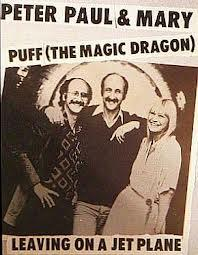 PETER PAUL & MARY
PUFF (THE MAGIC DRAGON)
LEAVING ON A JET PLANE